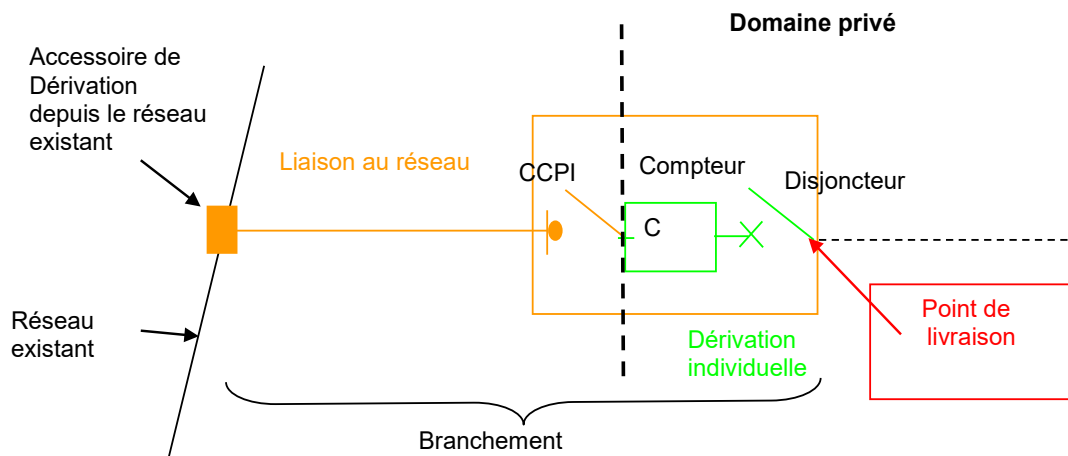 Domaine privé
Accessoire de
Dérivation
depuis le réseau
existant
Liaison au réseau
CCPI
Compteur
Disjoncteur
C
Réseau
existant
Point de
livraison
Dérivation
individuelle
Branchement